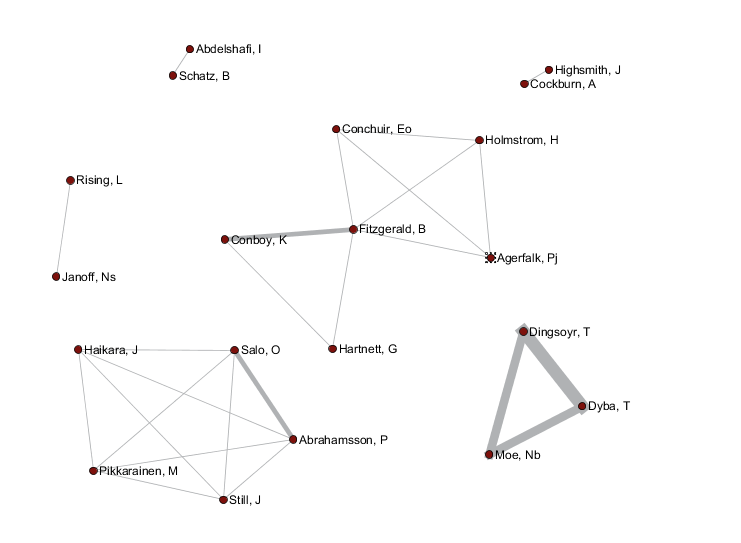 Abdelshafi, I
Schatz, B
Highsmith, J
Cockburn, A
Conchuir, Eo
Holmstrom, H
Rising, L
Fitzgerald, B
Conboy, K
Agerfalk, Pj
Janoff, Ns
Dingsoyr, T
Haikara, J
Salo, O
Hartnett, G
Dyba, T
Abrahamsson, P
Moe, Nb
Pikkarainen, M
Still, J